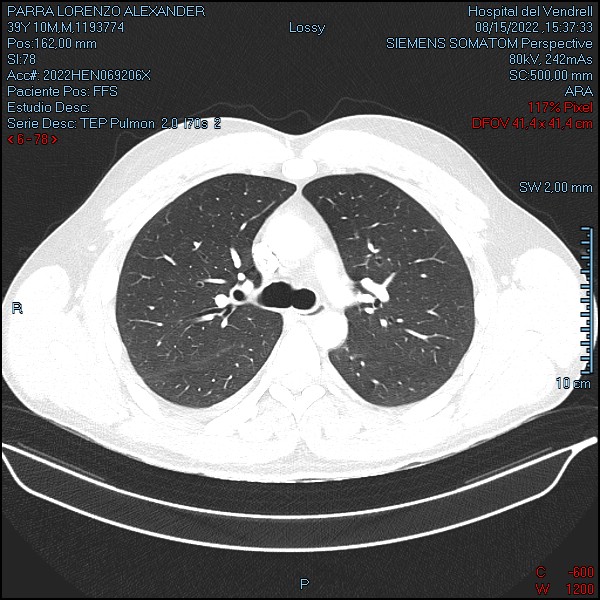 PARRA LORENZO ALEXANDER
39Y 10M,M,1193774
Pos:162,00 mm
SI:78
Acc#: 2022HEN069206X
Paciente Pos: FFS
Estudio Desc:
Serie Desc: TEP Pulmon 2.0 I70s 2
< 6 - 78 >
Lossy
Hospital del Vendrell
08/15/2022 ,15:37:33
SIEMENS SOMATOM Perspective
80kV, 242mAs
SC:500,00 mm
ARA
117% Pixel
DFOV 41,4 x 41,4 cm
SW 2,00 mm
R
10 cm
P
C -600
W 1200